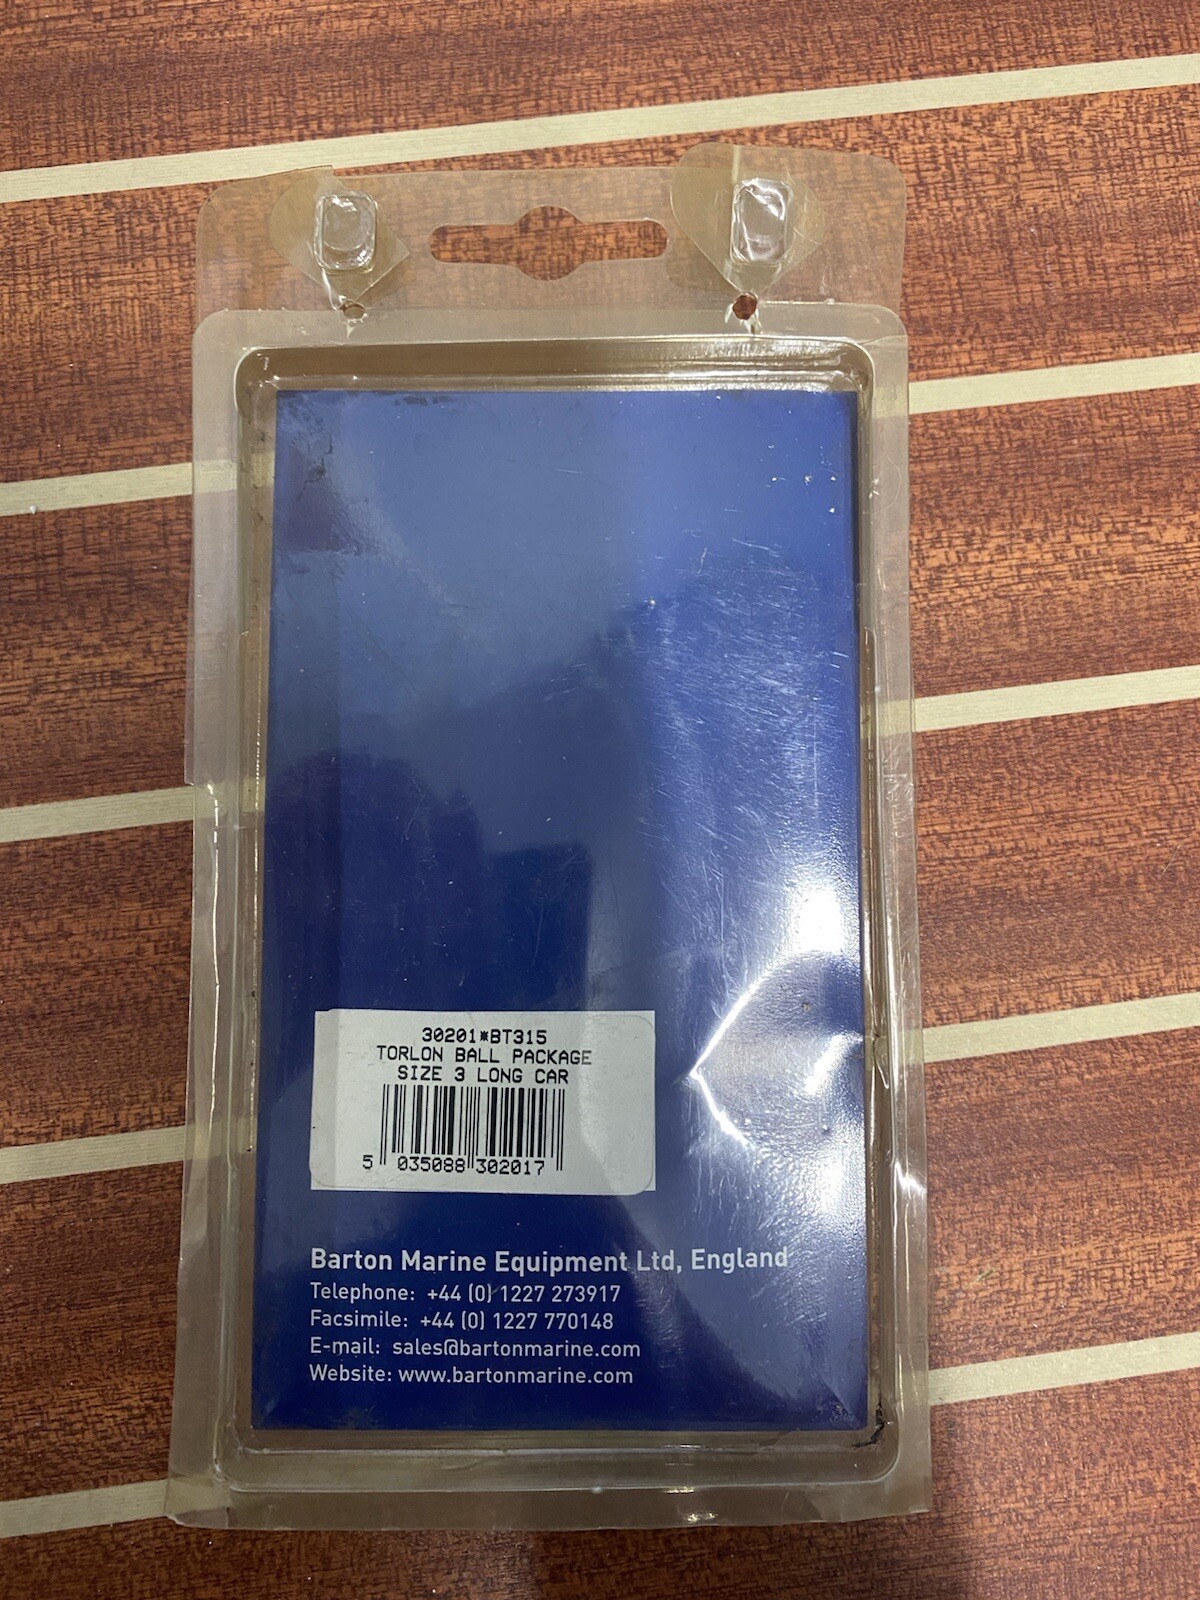 30201*BT315
TORLON BALL PACKAGE
SIZE 3 LONG CAR
5 035088 302017
Barton Marine Equipment Ltd, England
Telephone: +44 (0) 1227 273917
Facsimile: +44 (0) 1227 770148
E-mail: sales@bartonmarine.com
Website: www.bartonmarine.com